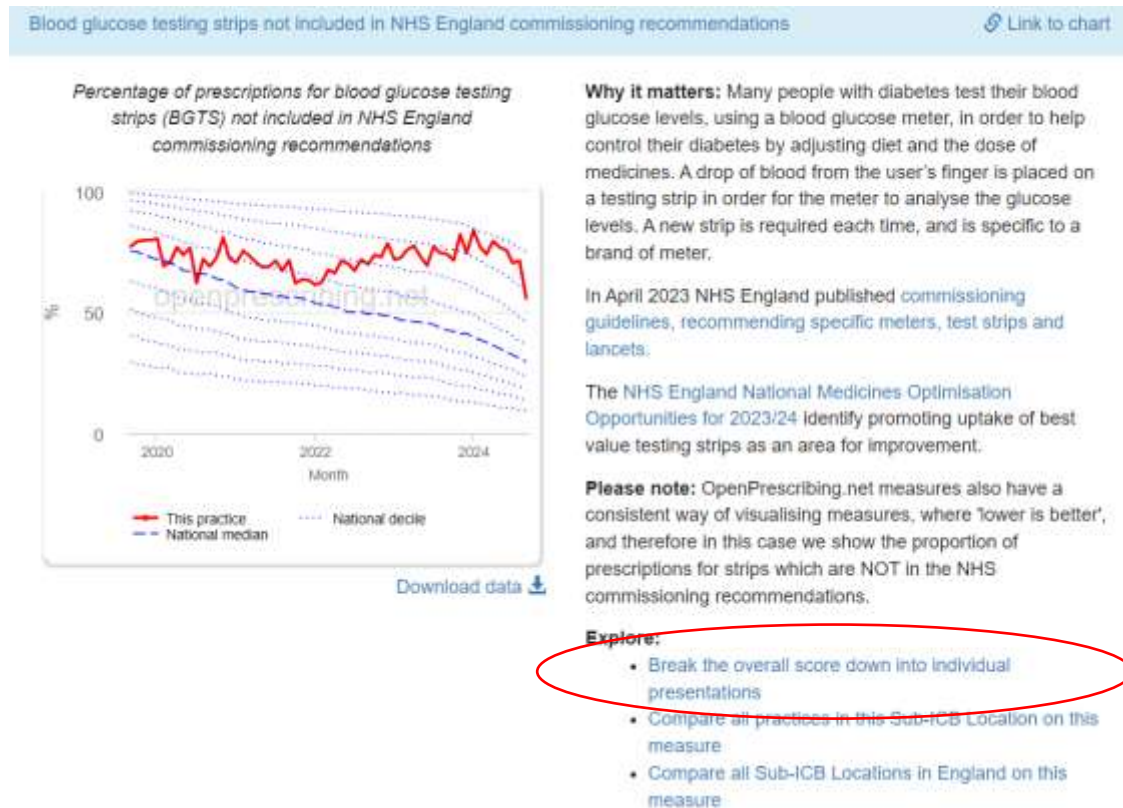 Blood glucose testing strips not included in NHS England commissioning recommendations
Link to chart
Percentage of prescriptions for blood glucose testing
strips (BGTS) not included in NHS England
commissioning recommendations
100
50
0
%
openprescribing.net
2020
2022
2024
Month
This practice
National decile
National median
Download data
Why it matters: Many people with diabetes test their blood
glucose levels, using a blood glucose meter, in order to help
control their diabetes by adjusting diet and the dose of
medicines. A drop of blood from the user's finger is placed on
a testing strip in order for the meter to analyse the glucose
levels. A new strip is required each time, and is specific to a
brand of meter.
In April 2023 NHS England published commissioning
guidelines, recommending specific meters, test strips and
lancets.
The NHS England National Medicines Optimisation
Opportunities for 2023/24 identify promoting uptake of best
value testing strips as an area for improvement.
Please note: OpenPrescribing.net measures also have a
consistent way of visualising measures, where 'lower is better',
and therefore in this case we show the proportion of
prescriptions for strips which are NOT in the NHS
commissioning recommendations.
Explore:
• Break the overall score down into individual
presentations
• Compare all practices in this Sub-ICB Location on this
measure
• Compare all Sub-ICB Locations in England on this
measure